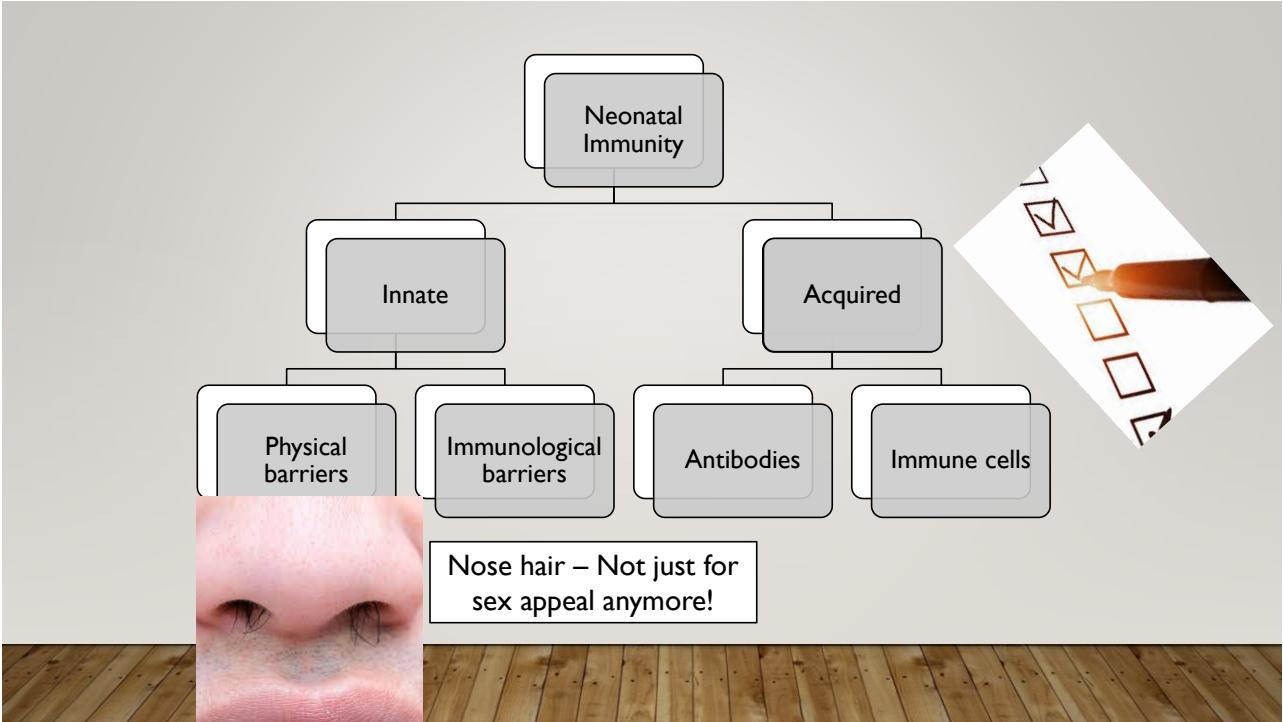 Neonatal
Immunity
Innate
Acquired
Physical
barriers
Immunological
barriers
Antibodies
Immune cells
Nose hair – Not just for
sex appeal anymore!